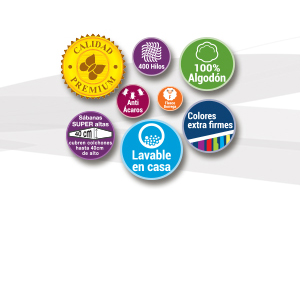 CALIDAD
PREMIUM
400 Hilos
100%
Algodón
Anti
Ácaros
Sábanas
SUPER altas
40cm
cubren colchones
hasta 40cm
de alto
Lavable
en casa
Colores
extra firmes